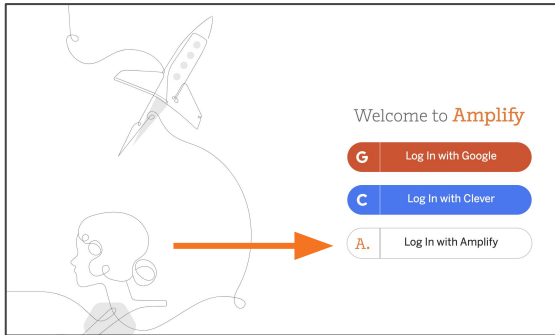 Welcome to Amplify
G Log In with Google
C Log In with Clever
A. Log In with Amplify